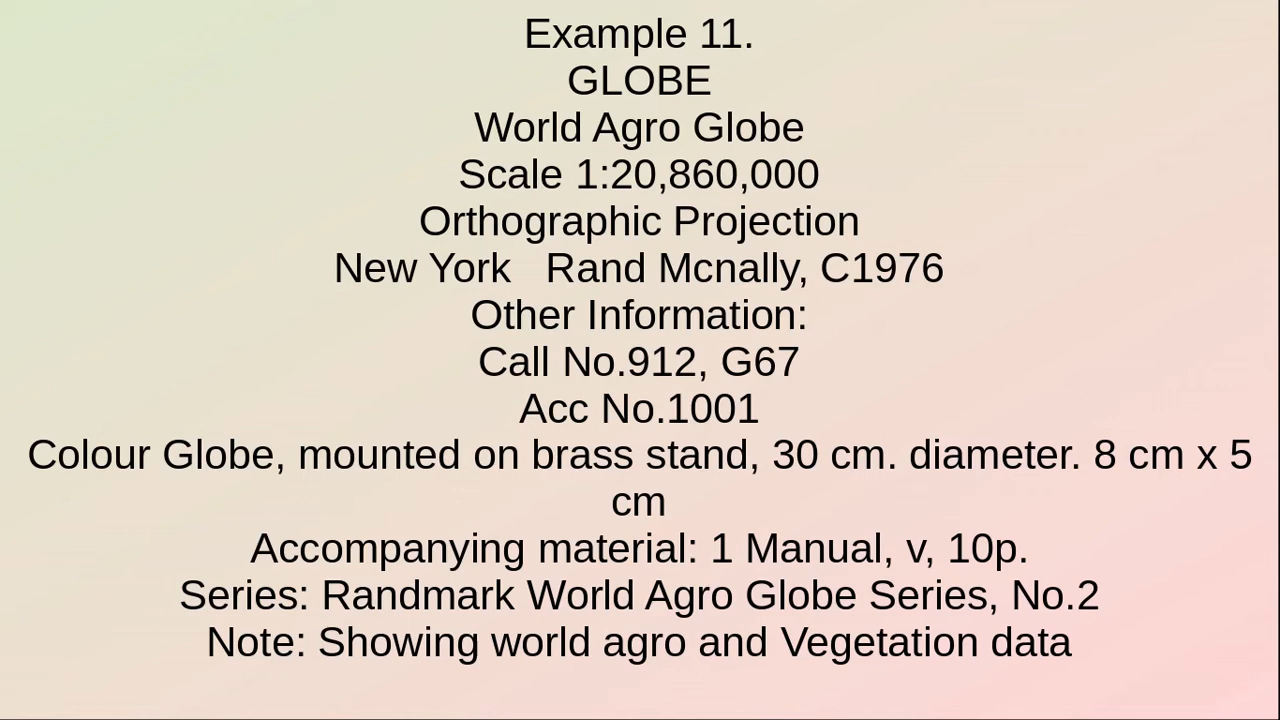 Example 11.
GLOBE
World Agro Globe
Scale 1:20,860,000
Orthographic Projection
New York   Rand Mcnally, C1976
Other Information:
Call No.912, G67
Acc No.1001
Colour Globe, mounted on brass stand, 30 cm. diameter. 8 cm x 5
cm
Accompanying material: 1 Manual, v, 10p.
Series: Randmark World Agro Globe Series, No.2
Note: Showing world agro and Vegetation data